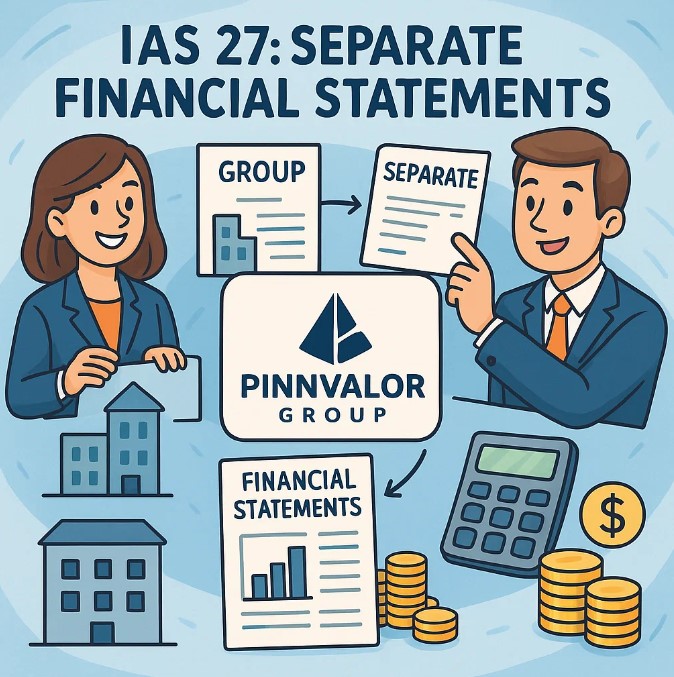 IAS 27: SEPARATE
FINANCIAL STATEMENTS
GROUP
SEPARATE
PINNVALOR
GROUP
FINANCIAL
STATEMENTS
$